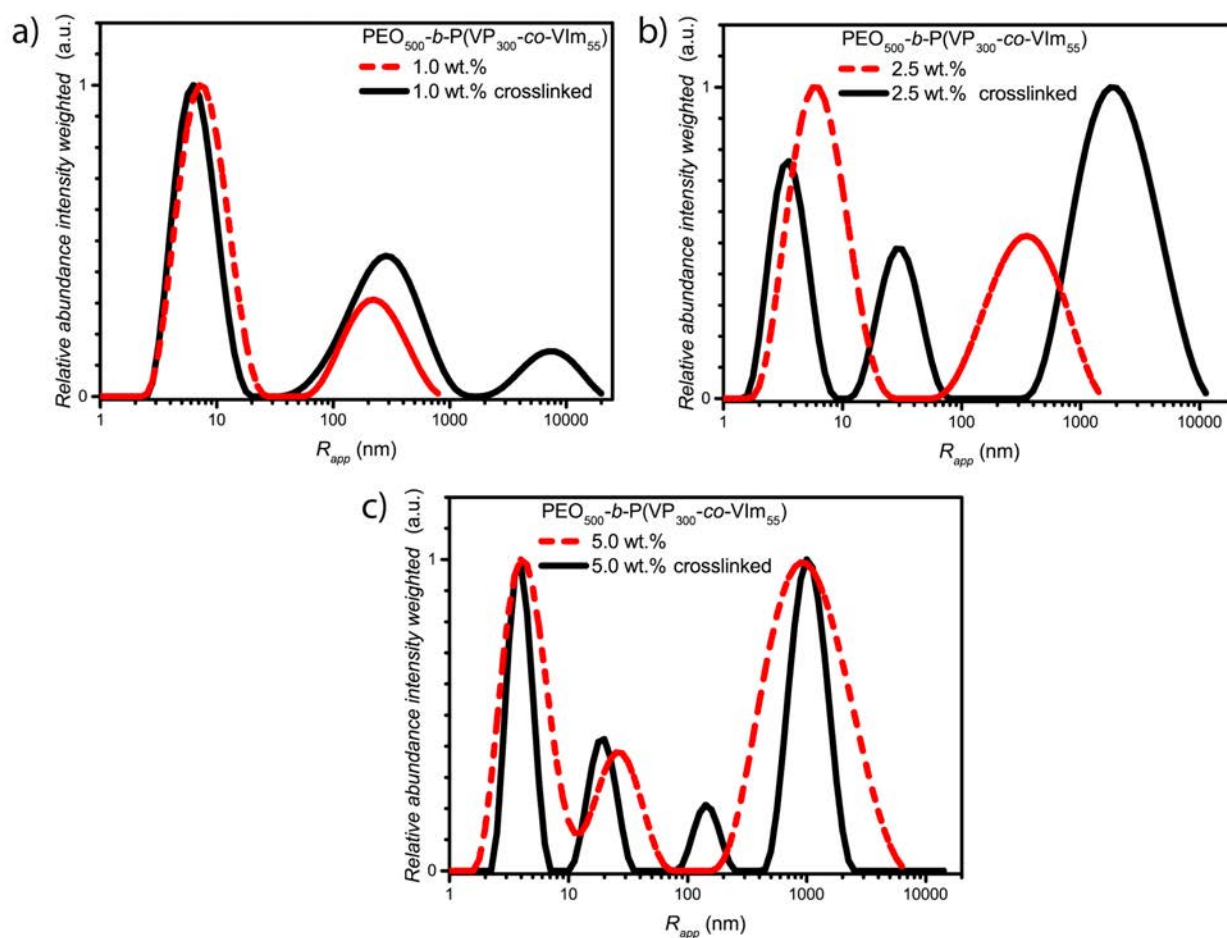 a)
PEO500-b-P(VP300-co-VIm55)
1.0 wt.%
1.0 wt.% crosslinked
Relative abundance intensity weighted (a.u.)
1
0
1 10 100 1000 10000
Rapp (nm)
b)
PEO500-b-P(VP300-co-VIm55)
2.5 wt.%
2.5 wt.% crosslinked
Relative abundance intensity weighted (a.u.)
1
0
1 10 100 1000 10000
Rapp (nm)
c)
PEO500-b-P(VP300-co-VIm55)
5.0 wt.%
5.0 wt.% crosslinked
Relative abundance intensity weighted (a.u.)
1
0
1 10 100 1000 10000
Rapp (nm)